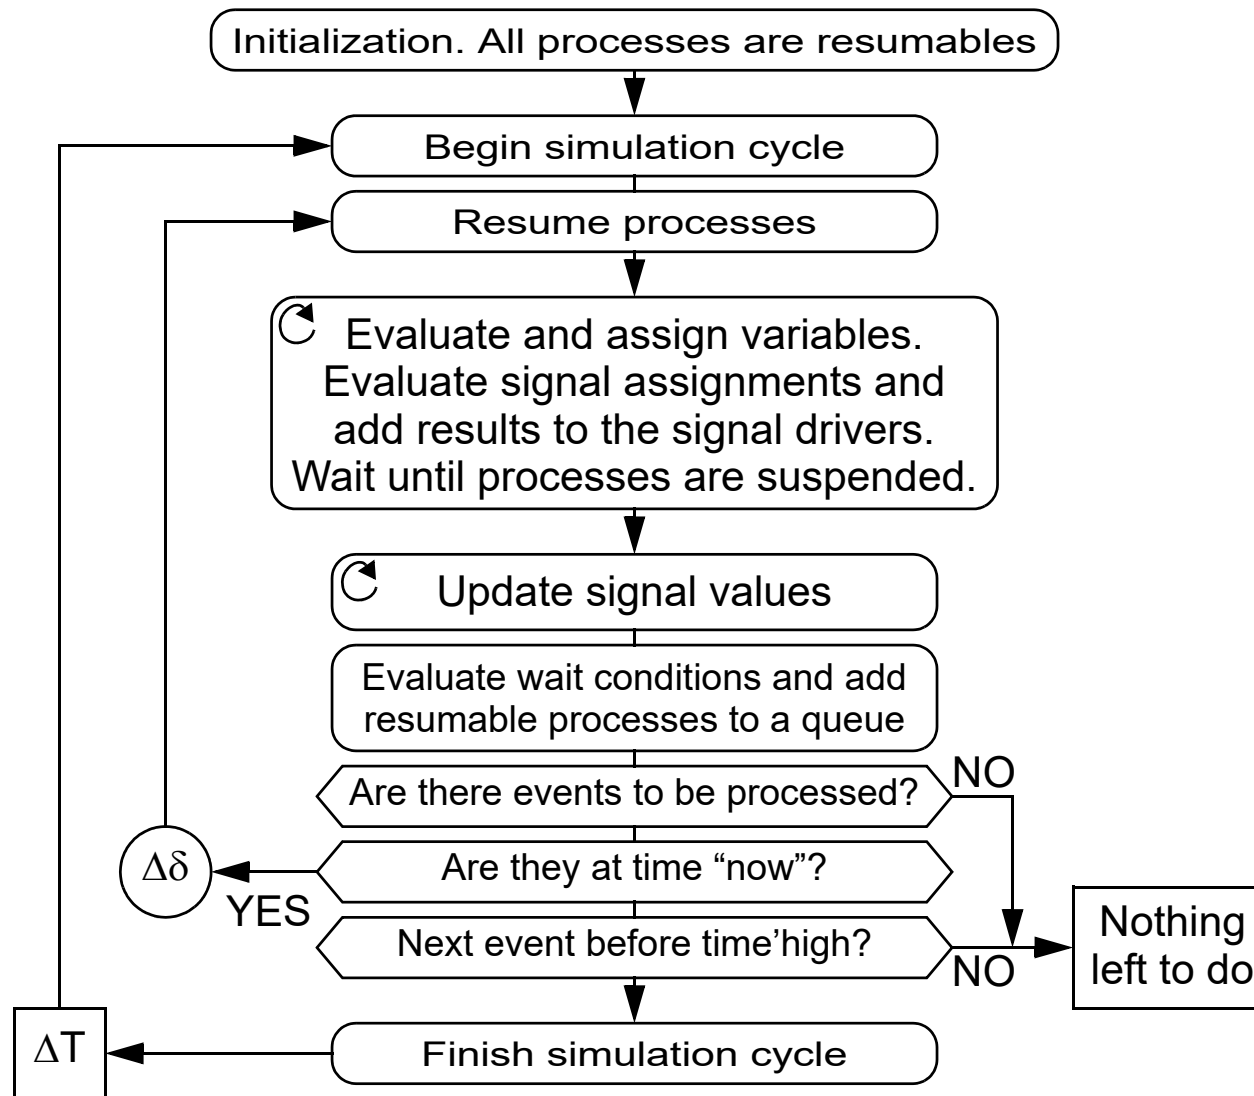 Initialization. All processes are resumables
Begin simulation cycle
Resume processes
Evaluate and assign variables.
Evaluate signal assignments and
add results to the signal drivers.
Wait until processes are suspended.
Update signal values
Evaluate wait conditions and add
resumable processes to a queue
Are there events to be processed?
NO
Are they at time “now”?
Δδ
YES
Next event before time’high?
NO
Nothing
left to do
Finish simulation cycle
ΔT